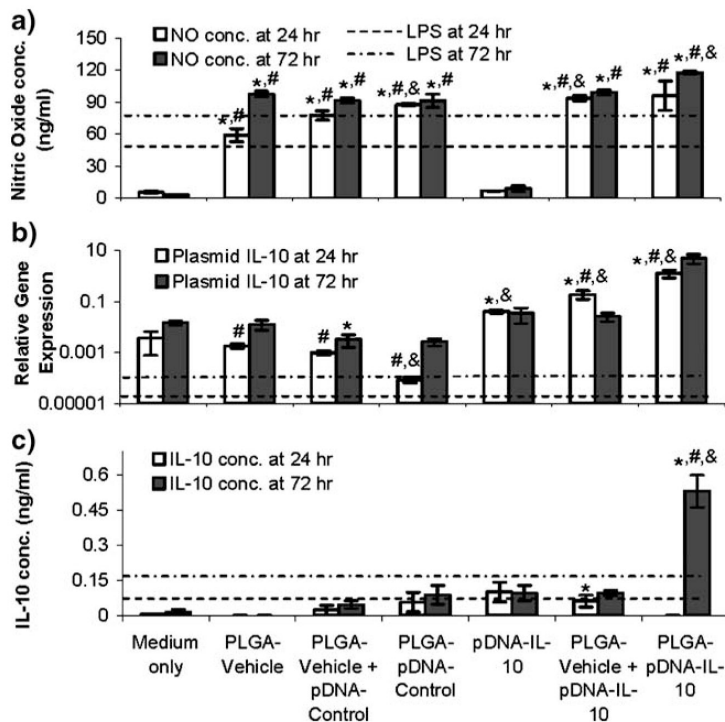 a)
NO conc. at 24 hr
NO conc. at 72 hr
LPS at 24 hr
LPS at 72 hr
Nitric Oxide conc. (ng/ml)
150
120
90
60
30
0
*,#
*,#
*,#
*,#
*,#,&
*,#
*,#,&
*,#
*,#
*,#,&
b)
Plasmid IL-10 at 24 hr
Plasmid IL-10 at 72 hr
Relative Gene Expression
10
0.1
0.001
0.00001
#
#
*
#,&
*,&
*,#,&
*,#,&
c)
IL-10 conc. at 24 hr
IL-10 conc. at 72 hr
IL-10 conc. (ng/ml)
0.6
0.45
0.3
0.15
0
*
*,#,&
Medium only
PLGA-Vehicle
PLGA-Vehicle + pDNA-Control
PLGA-pDNA-Control
pDNA-IL-10
PLGA-Vehicle + pDNA-IL-10
PLGA-pDNA-IL-10